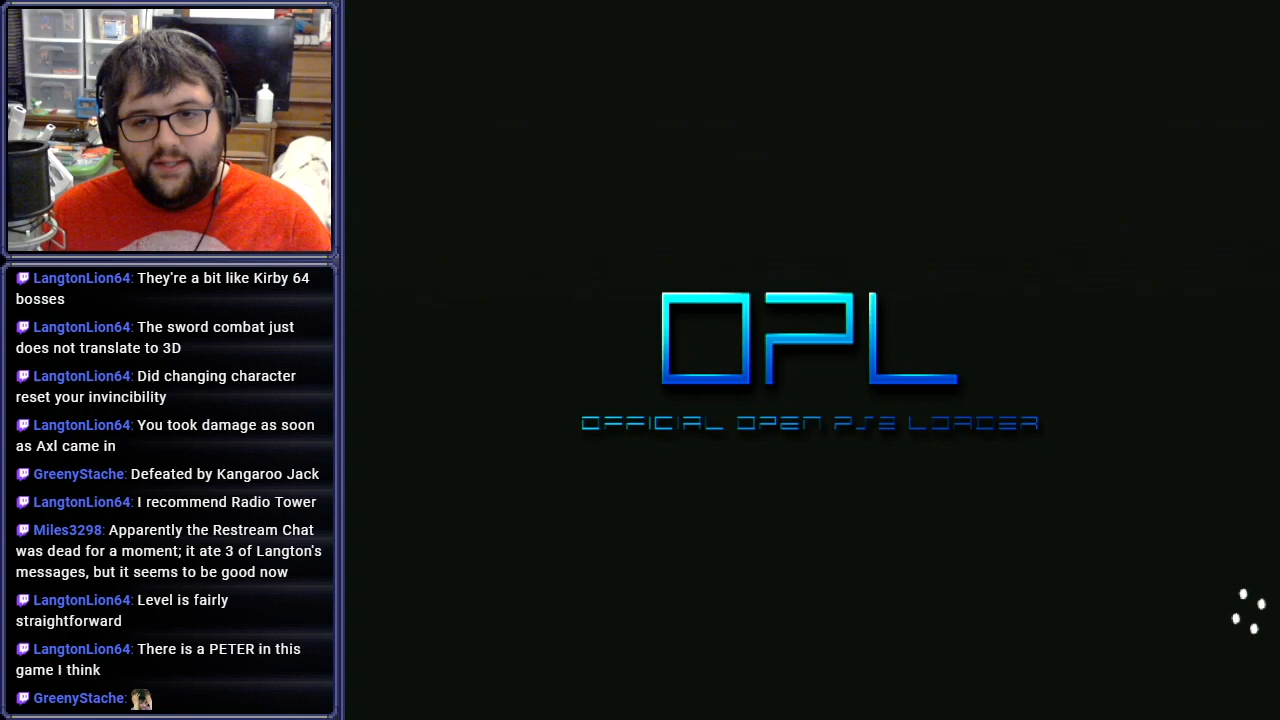 LangtonLion64: They're a bit like Kirby 64
bosses
LangtonLion64: The sword combat just
does not translate to 3D
LangtonLion64: Did changing character
reset your invincibility
LangtonLion64: You took damage as soon
as Axl came in
GreenyStache: Defeated by Kangaroo Jack
LangtonLion64: I recommend Radio Tower
Miles3298: Apparently the Restream Chat
was dead for a moment; it ate 3 of Langton's
messages, but it seems to be good now
LangtonLion64: Level is fairly
straightforward
LangtonLion64: There is a PETER in this
game I think
GreenyStache:
OPL
OFFICIAL OPEN PS2 LOADER